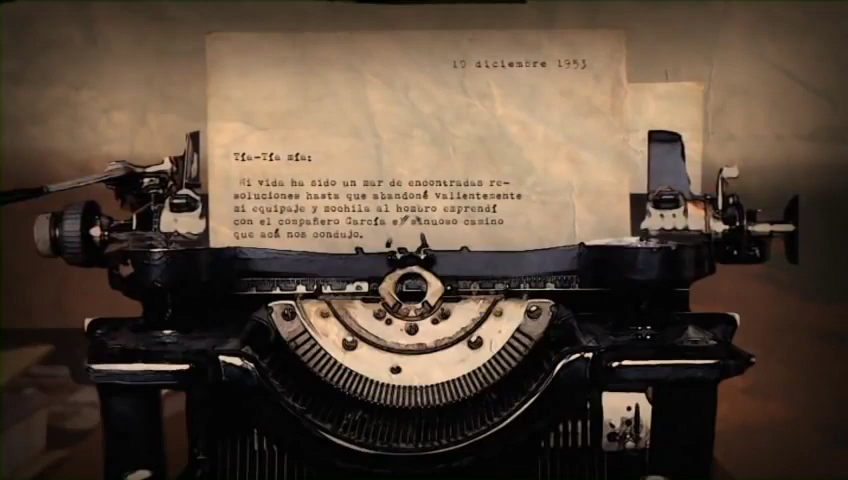 10 diciembre 1953
Tía-Tía mía:
Mi vida ha sido un mar de encontradas re-
soluciones hasta que abandoné valientemente
mi equipaje y mochila al hombro emprendí
con el compañero García el sinuoso camino
que acá nos condujo.